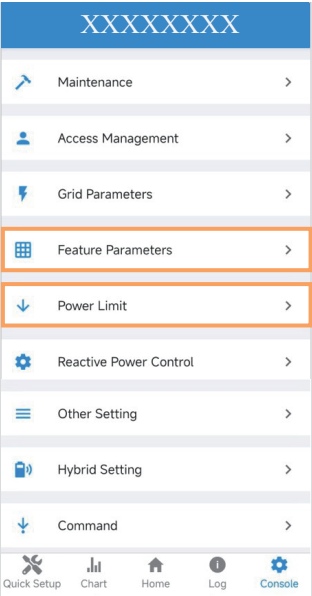 XXXXXXXX
Maintenance
Access Management
Grid Parameters
Feature Parameters
Power Limit
Reactive Power Control
Other Setting
Hybrid Setting
Command
Quick Setup Chart Home Log Console